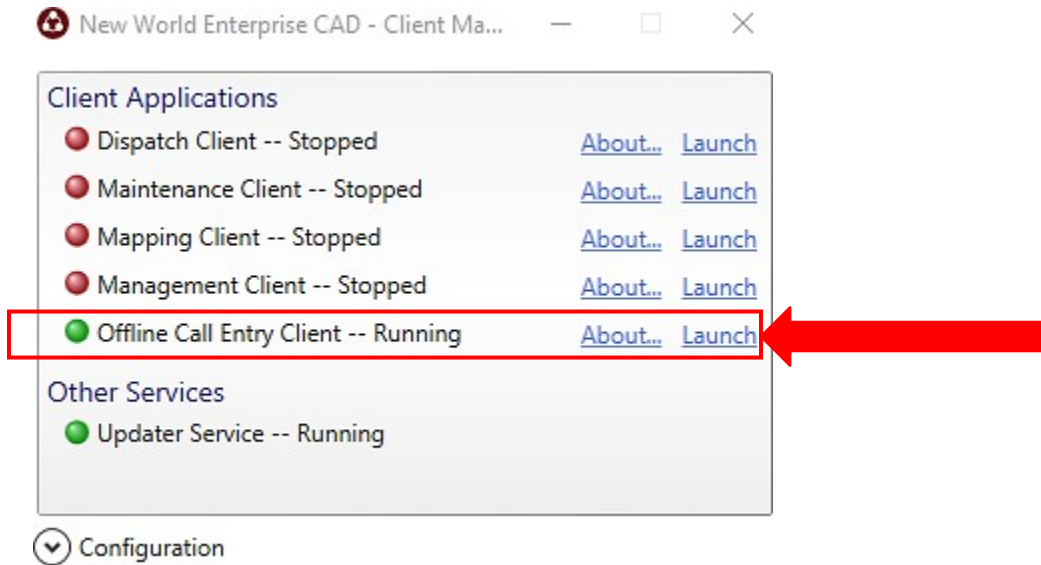 New World Enterprise CAD - Client Ma...
Client Applications
Dispatch Client -- Stopped About... Launch
Maintenance Client -- Stopped About... Launch
Mapping Client -- Stopped About... Launch
Management Client -- Stopped About... Launch
Offline Call Entry Client -- Running About... Launch
Other Services
Updater Service -- Running
Configuration